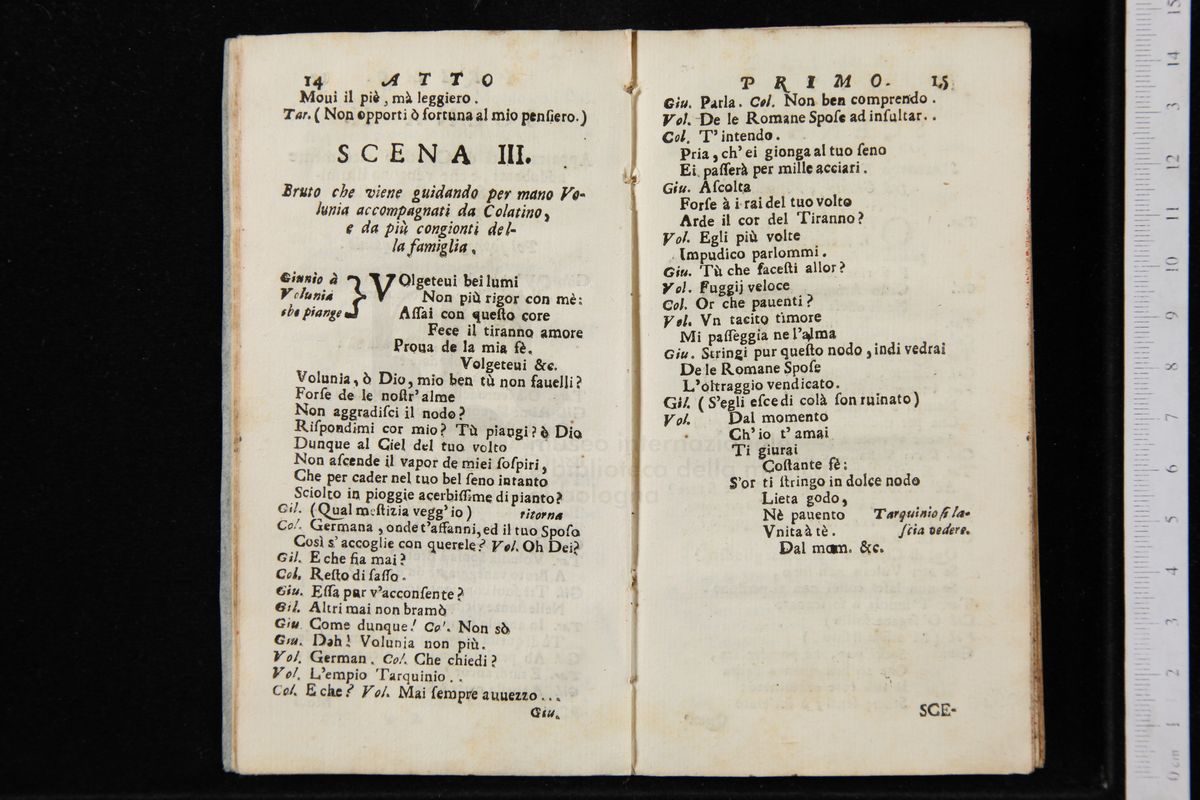 14 ATTO
Moui il piè, mà leggiero.
Tar. (Non opporti ò fortuna al mio penſiero.)
SCENA III.
Bruto che viene guidando per mano Vo-
lunia accompagnati da Colatino,
e da più congionti del-
la famiglia.
Giunio à
Volunia
che piange
VOlgeteui bei lumi
Non più rigor con mè:
Aſſai con queſto core
Fece il tiranno amore
Proua de la mia fè.
Volgeteui &c.
Volunia, ò Dio, mio ben tù non fauelli?
Forſe de le noſtr'alme
Non aggradiſci il nodo?
Riſpondimi cor mio? Tù piangi? ò Dio
Dunque al Ciel del tuo volto
Non aſcende il vapor de miei ſoſpiri,
Che per cader nel tuo bel ſeno intanto
Sciolto in pioggie acerbiſſime di pianto?
Gil. (Qual meſtizia vegg'io) ritorna
Col. Germana, onde t'affanni, ed il tuo Spoſo
Così s'accoglie con querele? Vol. Oh Dei?
Gil. E che fia mai?
Col. Reſto di ſaſſo.
Giu. Eſſa par v'acconſente?
Gil. Altri mai non bramò
Giu Come dunque! Co'. Non sò
Giu. Dah! Volunia non più.
Vol. German. Col. Che chiedi?
Vol. L'empio Tarquinio..
Col. E che? Vol. Mai ſempre auuezzo...
Giu.
PRIMO. 15
Giu. Parla. Col. Non ben comprendo.
Vol. De le Romane Spoſe ad inſultar..
Col. T'intendo.
Pria, ch'ei gionga al tuo ſeno
Ei paſſerà per mille acciari.
Giu. Aſcolta
Forſe à i rai del tuo volto
Arde il cor del Tiranno?
Vol. Egli più volte
Impudico parlommi.
Giu. Tù che faceſti allor?
Vol. Fuggij veloce
Col. Or che pauenti?
Vol. Vn tacito timore
Mi paſſeggia ne l'alma
Giu. Stringi pur queſto nodo, indi vedrai
De le Romane Spoſe
L'oltraggio vendicato.
Gil. (S'egli eſce di colà ſon ruinato)
Vol. Dal momento
Ch'io t'amai
Ti giurai
Coſtante fè:
S'or ti ſtringo in dolce nodo
Lieta godo,
Nè pauento Tarquinio ſi la-
Vnita à tè. ſcia vedere.
Dal mom. &c.
SCE-
museo internazionale
biblioteca della musica
bologna